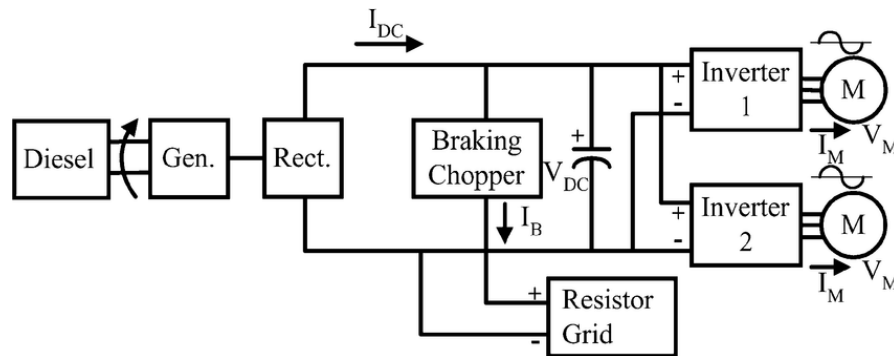 I_DC
Diesel
Gen.
Rect.
Braking
Chopper
I_B
+
V_DC
+
-
Inverter
1
M
I_M
V_M
+
-
Inverter
2
M
I_M
V_M
+
-
Resistor
Grid